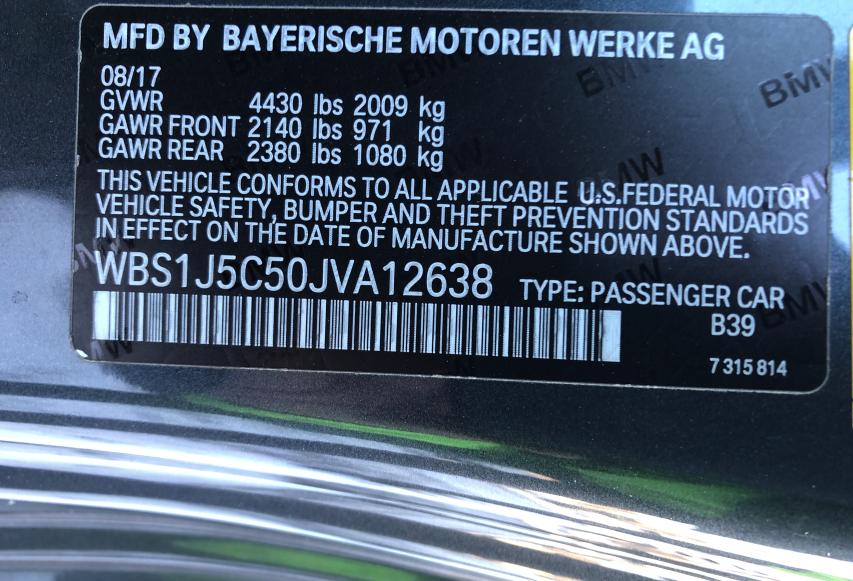 MFD BY BAYERISCHE MOTOREN WERKE AG
08/17
GVWR 4430 lbs 2009 kg
GAWR FRONT 2140 lbs 971 kg
GAWR REAR 2380 lbs 1080 kg
THIS VEHICLE CONFORMS TO ALL APPLICABLE U.S.FEDERAL MOTOR
VEHICLE SAFETY, BUMPER AND THEFT PREVENTION STANDARDS
IN EFFECT ON THE DATE OF MANUFACTURE SHOWN ABOVE.
WBS1J5C50JVA12638 TYPE: PASSENGER CAR
B39
7 315 814
BMW
BMW
BMW